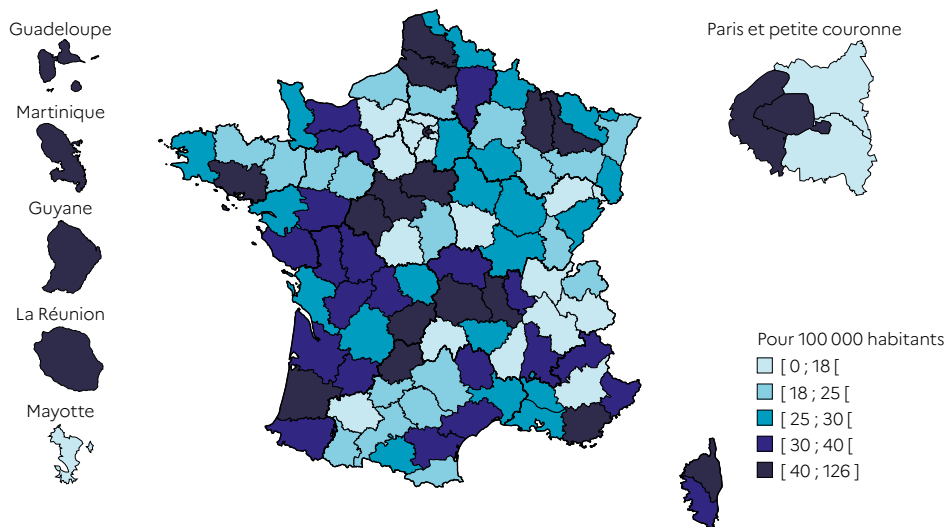 Guadeloupe
Martinique
Guyane
La Réunion
Mayotte
Paris et petite couronne
Pour 100 000 habitants
[ 0 ; 18 [
[ 18 ; 25 [
[ 25 ; 30 [
[ 30 ; 40 [
[ 40 ; 126 ]